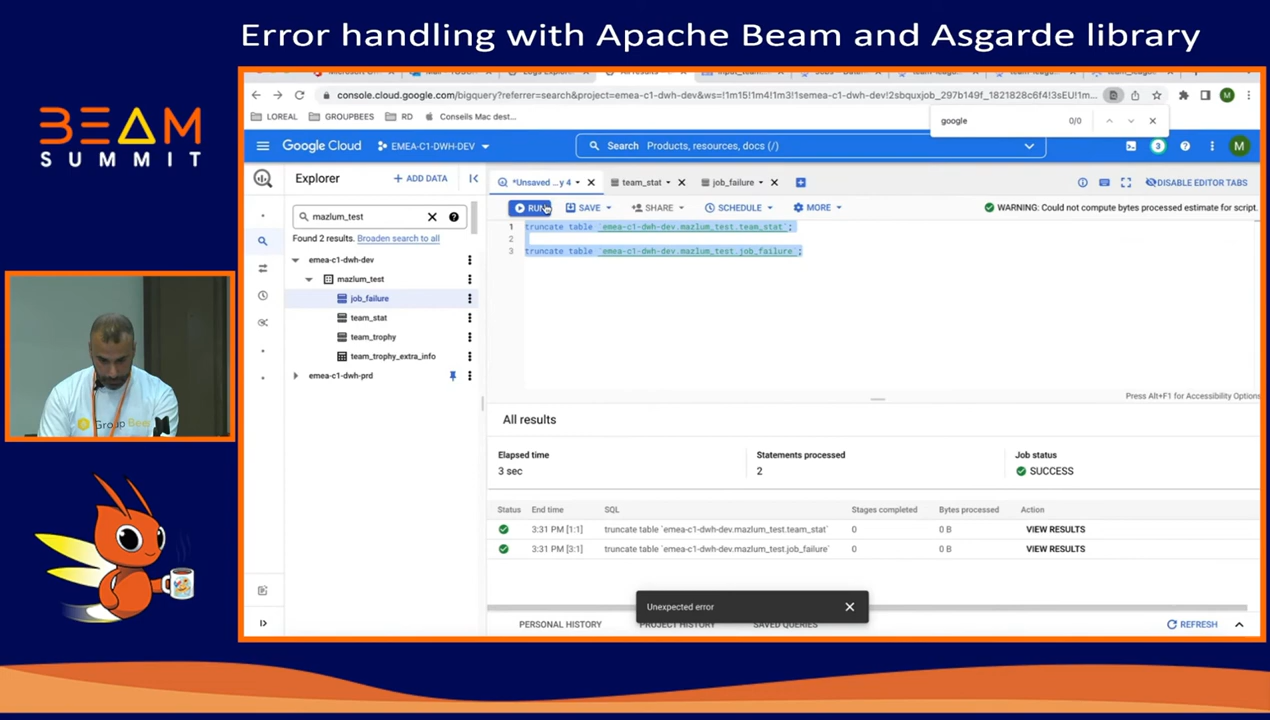 Error handling with Apache Beam and Asgarde library
BEAM
SUMMIT
console.cloud.google.com/bigquery?referrer=search&project=emea-c1-dwh-dev&ws=!1m15!1m4!1m3!1semea-c1-dwh-dev!2sbquxjob_297b149f_1821828c6f4!3sEU!1m...
LOREAL
GROUPBEES
RD
Conseils Mac dest...
google
0/0
Google Cloud
EMEA-C1-DWH-DEV
Search Products, resources, docs (/)
3
M
Explorer
+ ADD DATA
*Unsaved ...y 4
team_stat
job_failure
DISABLE EDITOR TABS
RUN
SAVE
SHARE
SCHEDULE
MORE
WARNING: Could not compute bytes processed estimate for script.
mazlum_test
Found 2 results. Broaden search to all
emea-c1-dwh-dev
mazlum_test
job_failure
team_stat
team_trophy
team_trophy_extra_info
emea-c1-dwh-prd
1 truncate table `emea-c1-dwh-dev.mazlum_test.team_stat`;
2
3 truncate table `emea-c1-dwh-dev.mazlum_test.job_failure`;
Press Alt+F1 for Accessibility Options
All results
Elapsed time
3 sec
Statements processed
2
Job status
SUCCESS
Status End time SQL Stages completed Bytes processed Action
3:31 PM [1:1] truncate table `emea-c1-dwh-dev.mazlum_test.team_stat` 0 0 B VIEW RESULTS
3:31 PM [3:1] truncate table `emea-c1-dwh-dev.mazlum_test.job_failure` 0 0 B VIEW RESULTS
Unexpected error
PERSONAL HISTORY
PROJECT HISTORY
SAVED QUERIES
REFRESH
Group Bees